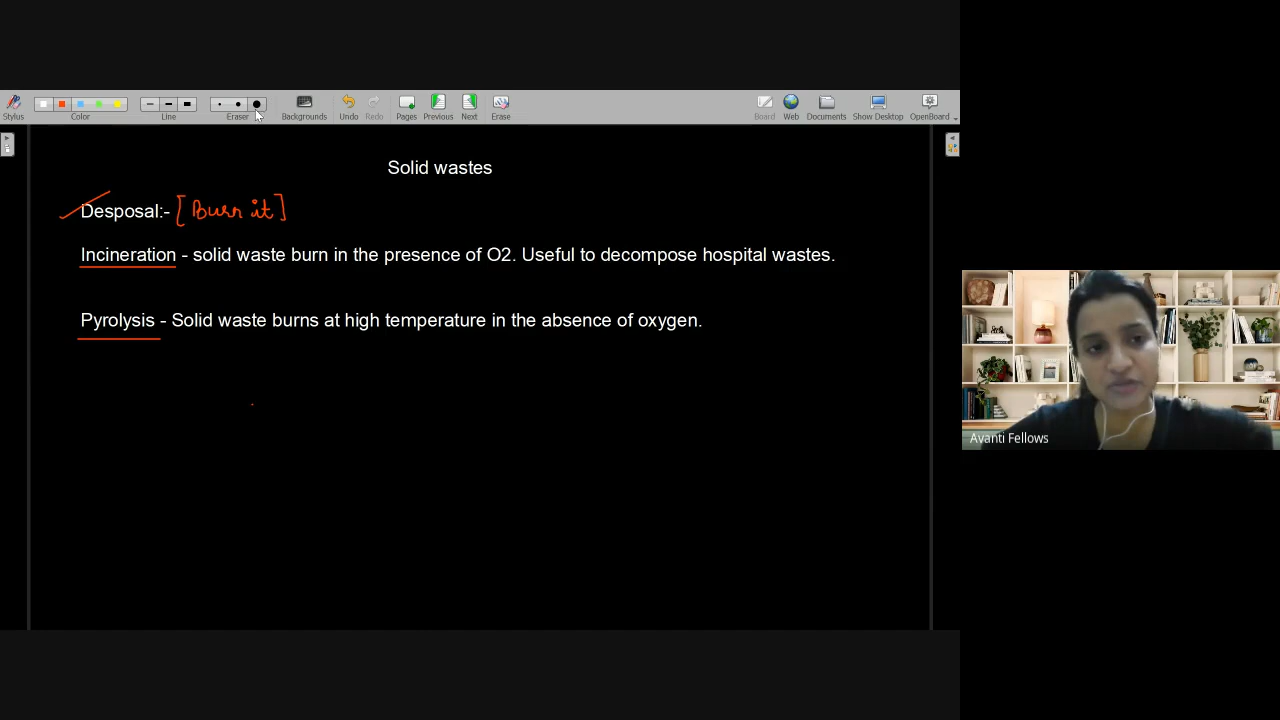 Stylus
Color
Line
Eraser
Backgrounds
Undo
Redo
Pages
Previous
Next
Erase
Board
Web
Documents
Show Desktop
OpenBoard
Solid wastes
Desposal:- [Burn it]
Incineration - solid waste burn in the presence of O2. Useful to decompose hospital wastes.
Pyrolysis - Solid waste burns at high temperature in the absence of oxygen.
Avanti Fellows